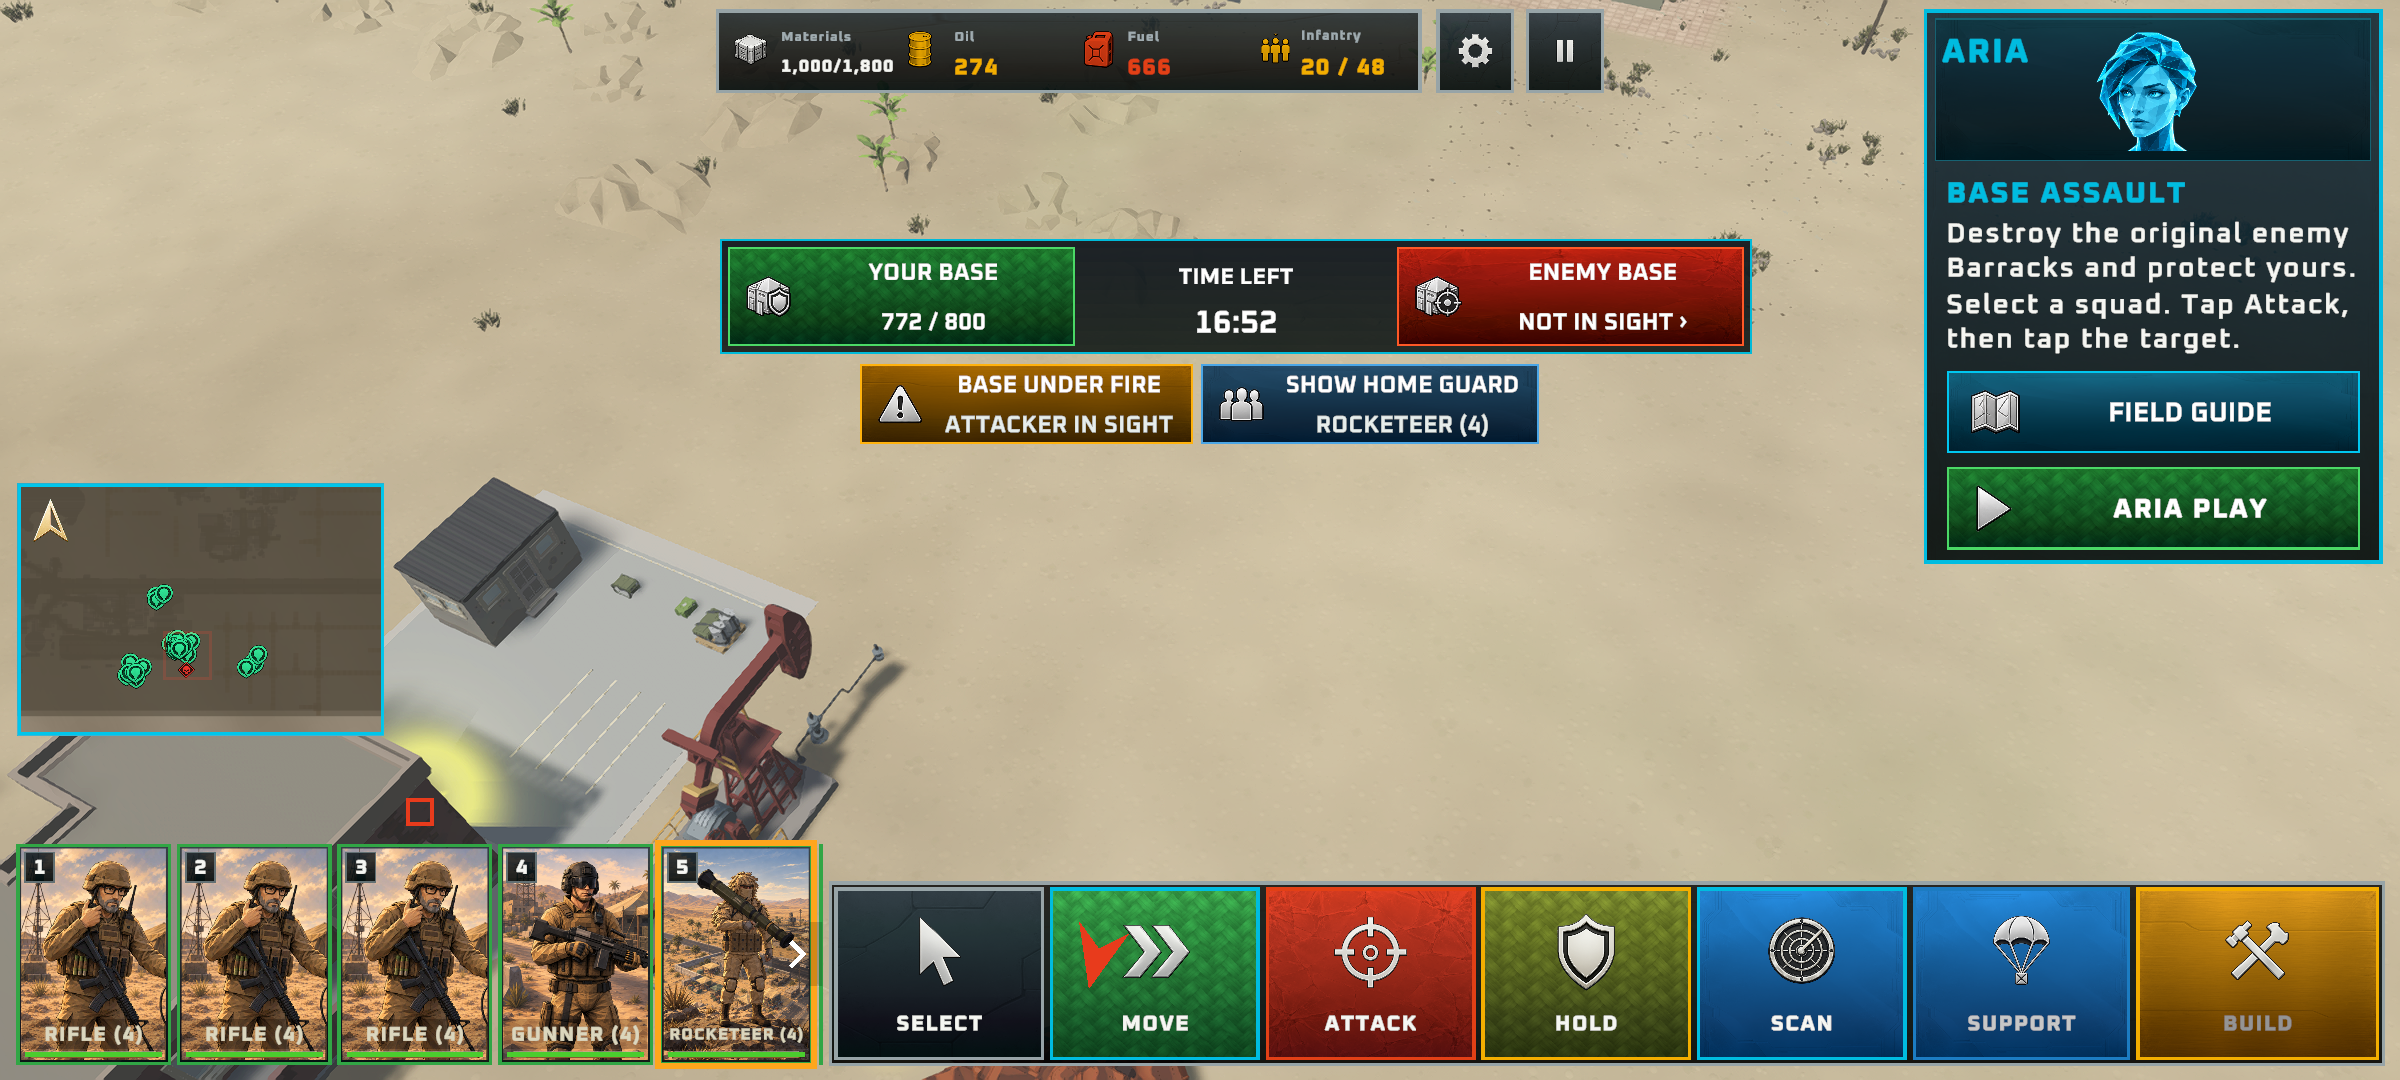 Materials
1,000/1,800
Oil
274
Fuel
666
Infantry
20 / 48
ARIA
BASE ASSAULT
Destroy the original enemy
Barracks and protect yours.
Select a squad. Tap Attack,
then tap the target.
FIELD GUIDE
ARIA PLAY
YOUR BASE
772 / 800
TIME LEFT
16:52
ENEMY BASE
NOT IN SIGHT ›
BASE UNDER FIRE
ATTACKER IN SIGHT
SHOW HOME GUARD
ROCKETEER (4)
1
RIFLE (4)
2
RIFLE (4)
3
RIFLE (4)
4
GUNNER (4)
5
ROCKETEER (4)
SELECT
MOVE
ATTACK
HOLD
SCAN
SUPPORT
BUILD